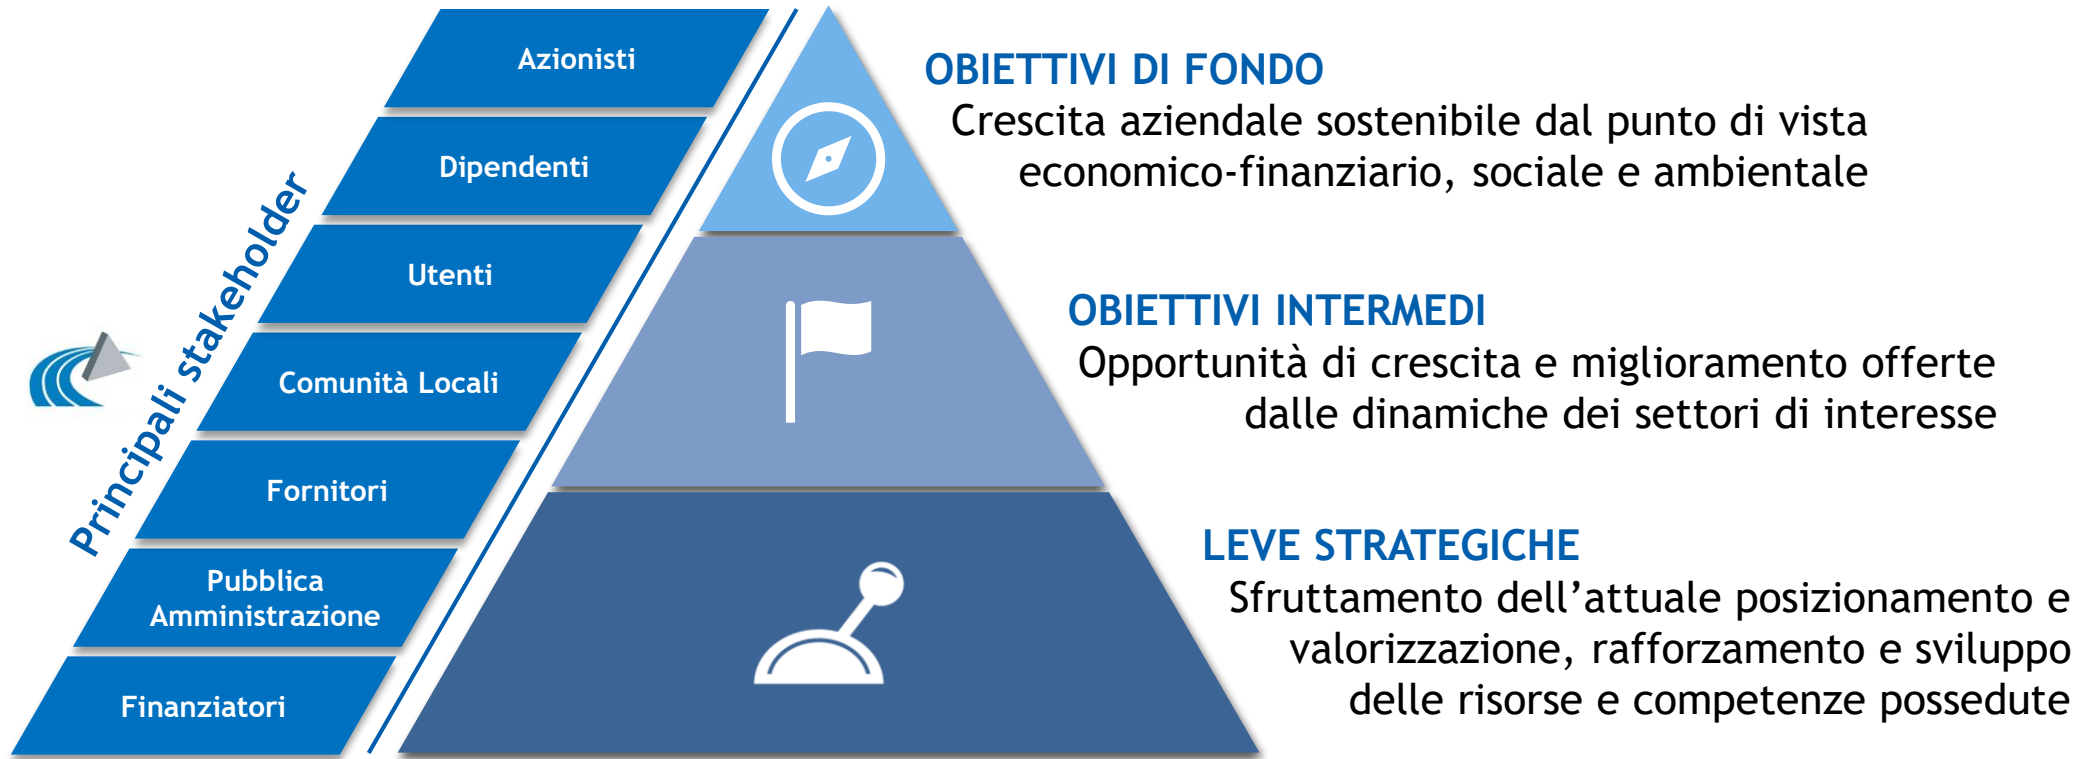 Principali stakeholder
Azionisti
Dipendenti
Utenti
Comunità Locali
Fornitori
Pubblica
Amministrazione
Finanziatori
OBIETTIVI DI FONDO
Crescita aziendale sostenibile dal punto di vista
economico-finanziario, sociale e ambientale
OBIETTIVI INTERMEDI
Opportunità di crescita e miglioramento offerte
dalle dinamiche dei settori di interesse
LEVE STRATEGICHE
Sfruttamento dell’attuale posizionamento e
valorizzazione, rafforzamento e sviluppo
delle risorse e competenze possedute